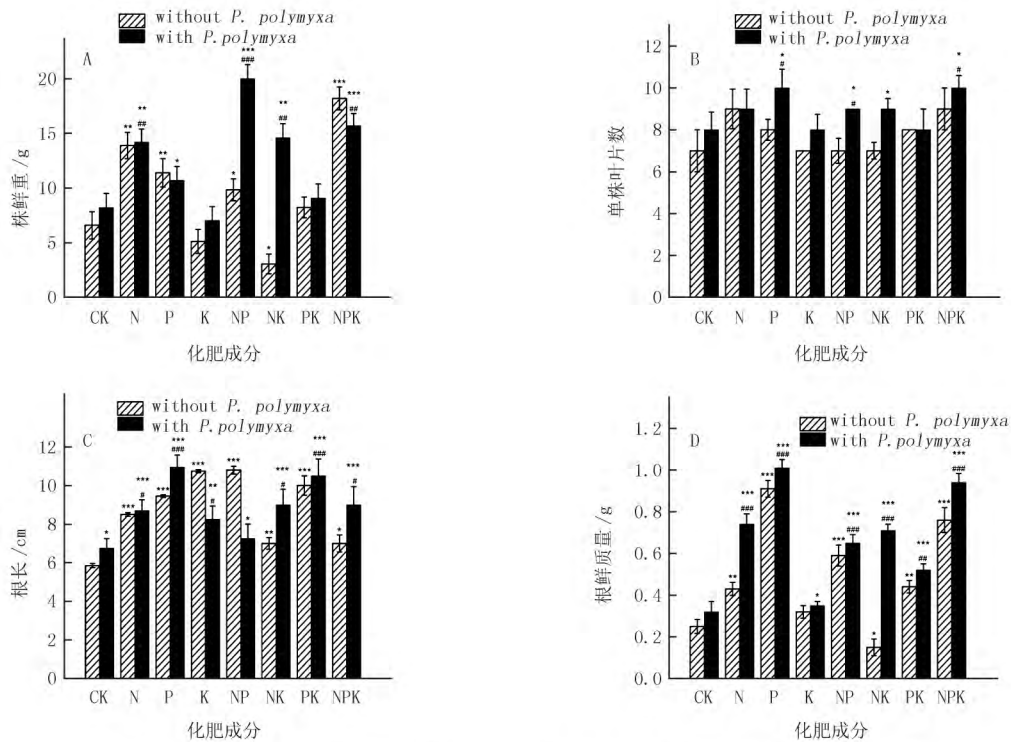 without P. polymyxa
with P.polymyxa
A
20
15
10
5
0
株鲜重/g
** ** ** * * *** ** * *** ***
## ### ## ##
CK N P K NP NK PK NPK
化肥成分
without P. polymyxa
with P.polymyxa
B
12
10
8
6
4
2
0
单株叶片数
* * * *
# # #
CK N P K NP NK PK NPK
化肥成分
without P. polymyxa
with P.polymyxa
C
12
10
8
6
4
2
0
根长/cm
* *** *** *** *** *** ** *** * ** *** *** *** * ***
# ### # # ### #
CK N P K NP NK PK NPK
化肥成分
without P. polymyxa
with P.polymyxa
D
1.2
1.0
0.8
0.6
0.4
0.2
0.0
根鲜质量/g
** *** *** *** * *** *** * *** ** *** *** ***
### ### ### ### ## ###
CK N P K NP NK PK NPK
化肥成分